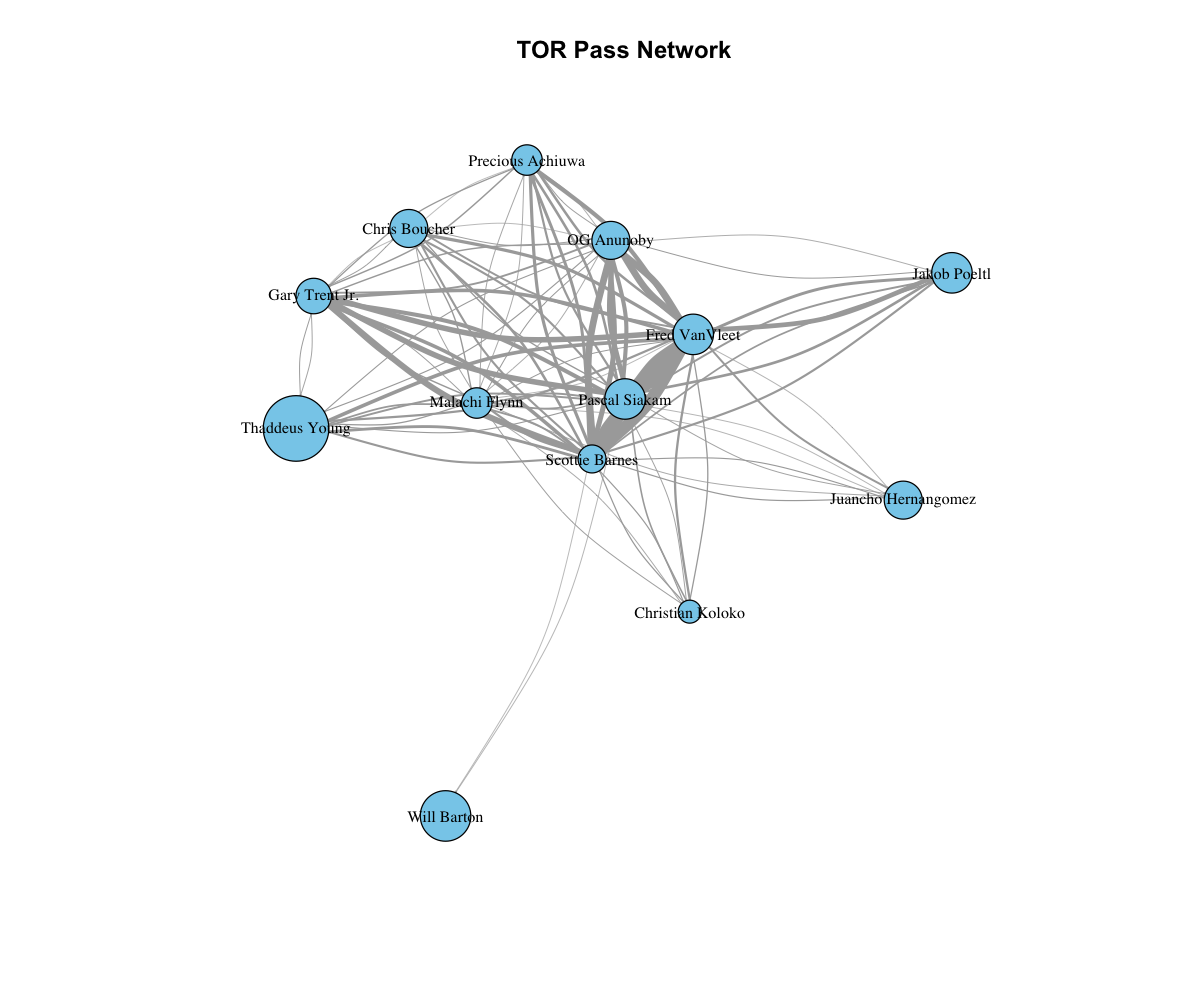 TOR Pass Network
Precious Achiuwa
Chris Boucher
OG Anunoby
Jakob Poeltl
Gary Trent Jr.
Fred VanVleet
Malachi Flynn
Pascal Siakam
Thaddeus Young
Scottie Barnes
Juancho Hernangomez
Christian Koloko
Will Barton